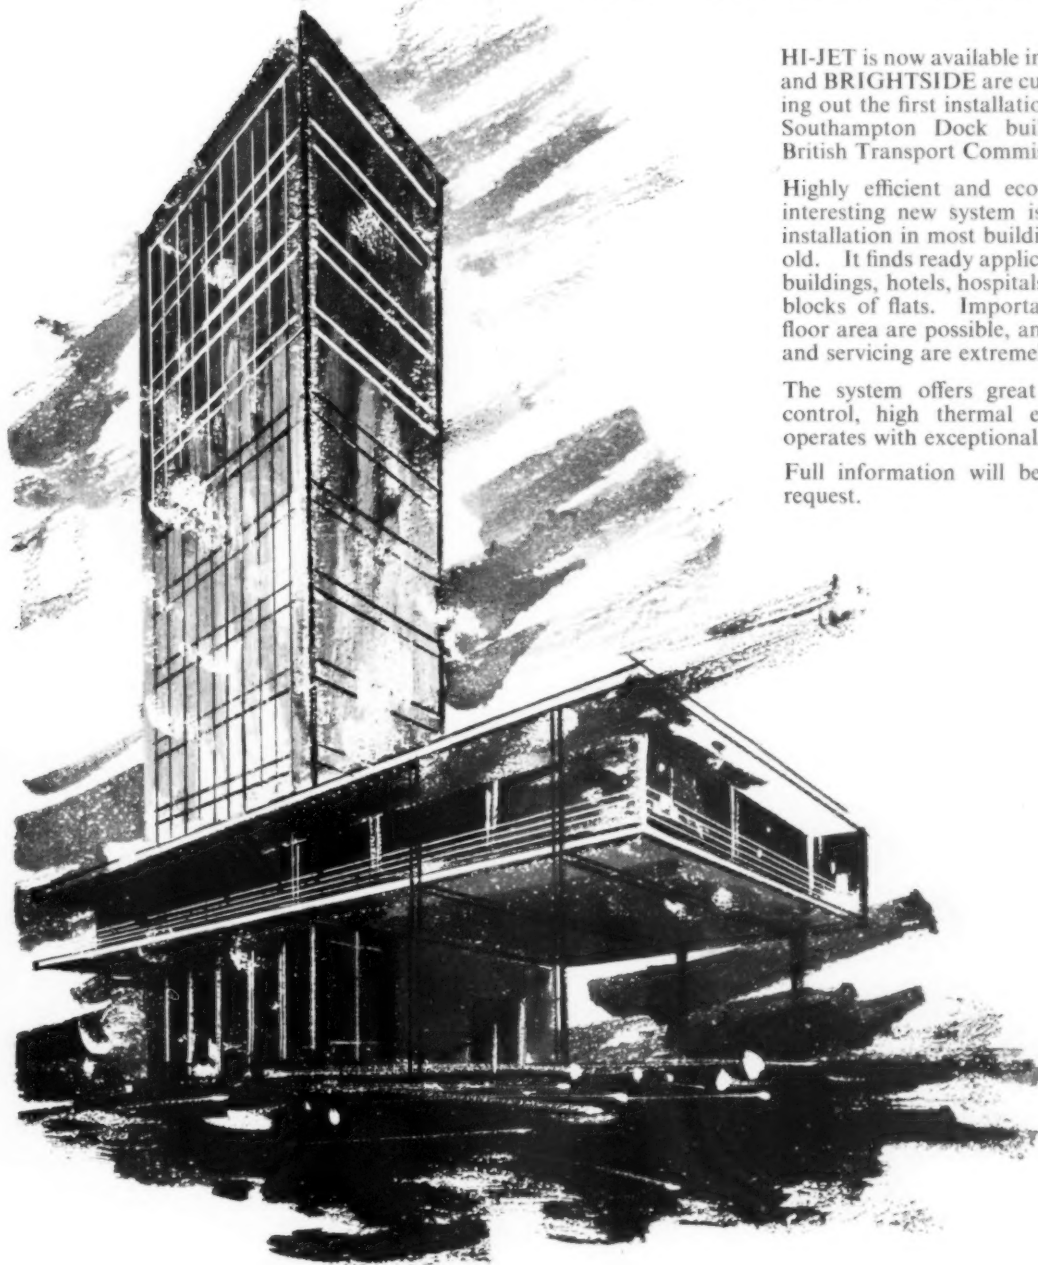 HI-JET is now available in
and BRIGHTSIDE are cu
ing out the first installatio
Southampton Dock buil
British Transport Commis
Highly efficient and eco
interesting new system is
installation in most buildi
old. It finds ready applic
buildings, hotels, hospitals
blocks of flats. Importa
floor area are possible, an
and servicing are extreme
The system offers great
control, high thermal e
operates with exceptional
Full information will be
request.